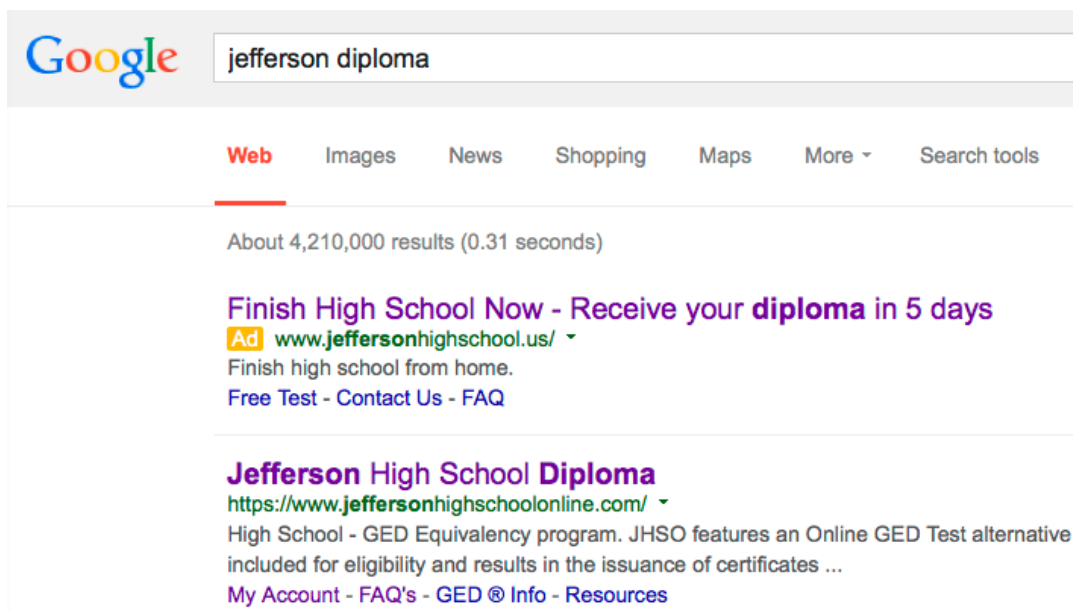 Google jefferson diploma
Web Images News Shopping Maps More Search tools
About 4,210,000 results (0.31 seconds)
Finish High School Now - Receive your diploma in 5 days
Ad www.jeffersonhighschool.us/
Finish high school from home.
Free Test - Contact Us - FAQ
Jefferson High School Diploma
https://www.jeffersonhighschoolonline.com/
High School - GED Equivalency program. JHSO features an Online GED Test alternative
included for eligibility and results in the issuance of certificates ...
My Account - FAQ's - GED ® Info - Resources